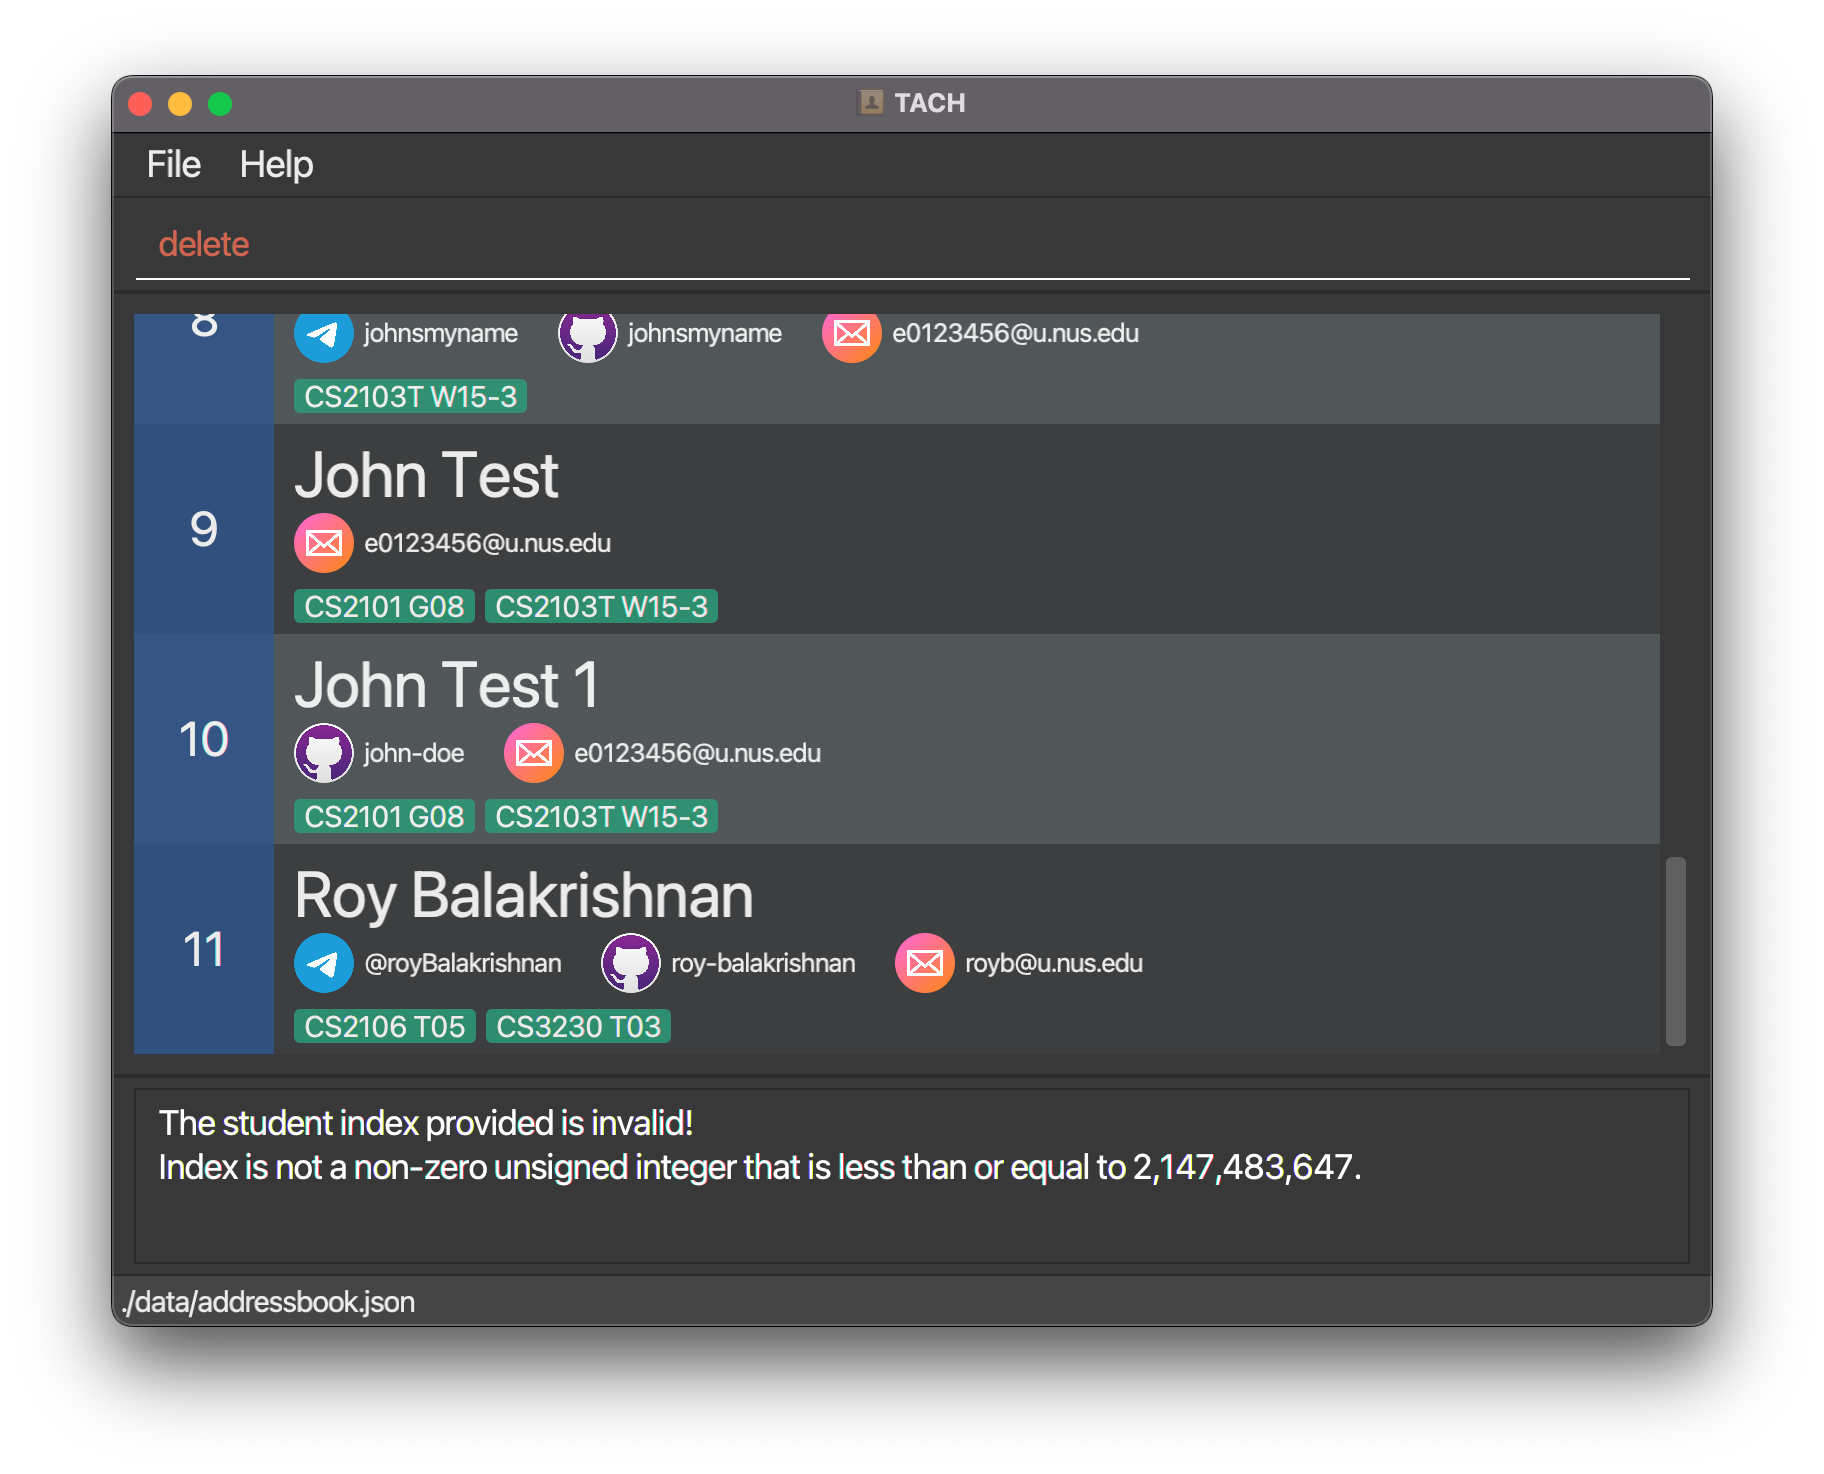 TACH
File Help
delete
8
johnsmyname johnsmyname e0123456@u.nus.edu
CS2103T W15-3
John Test
9
e0123456@u.nus.edu
CS2101 G08 CS2103T W15-3
John Test 1
10
john-doe e0123456@u.nus.edu
CS2101 G08 CS2103T W15-3
Roy Balakrishnan
11
@royBalakrishnan roy-balakrishnan royb@u.nus.edu
CS2106 T05 CS3230 T03
The student index provided is invalid!
Index is not a non-zero unsigned integer that is less than or equal to 2,147,483,647.
./data/addressbook.json